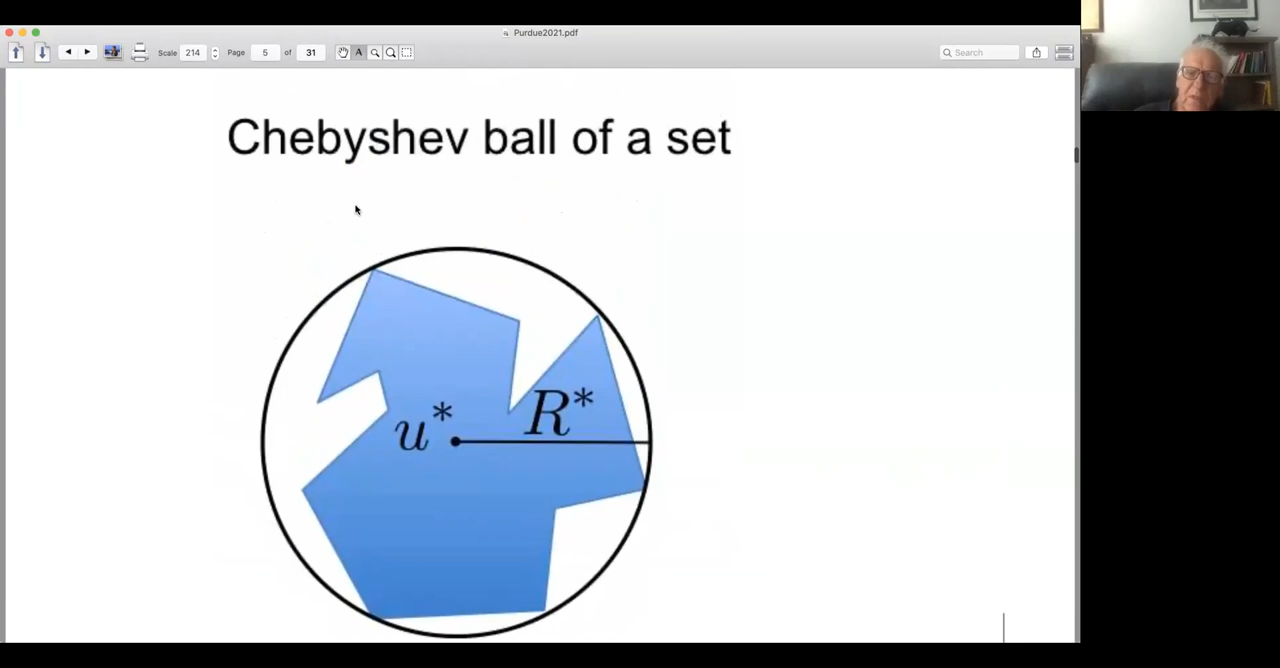 Purdue2021.pdf
Scale 214 Page 5 of 31 A Search
Chebyshev ball of a set
R*
u*